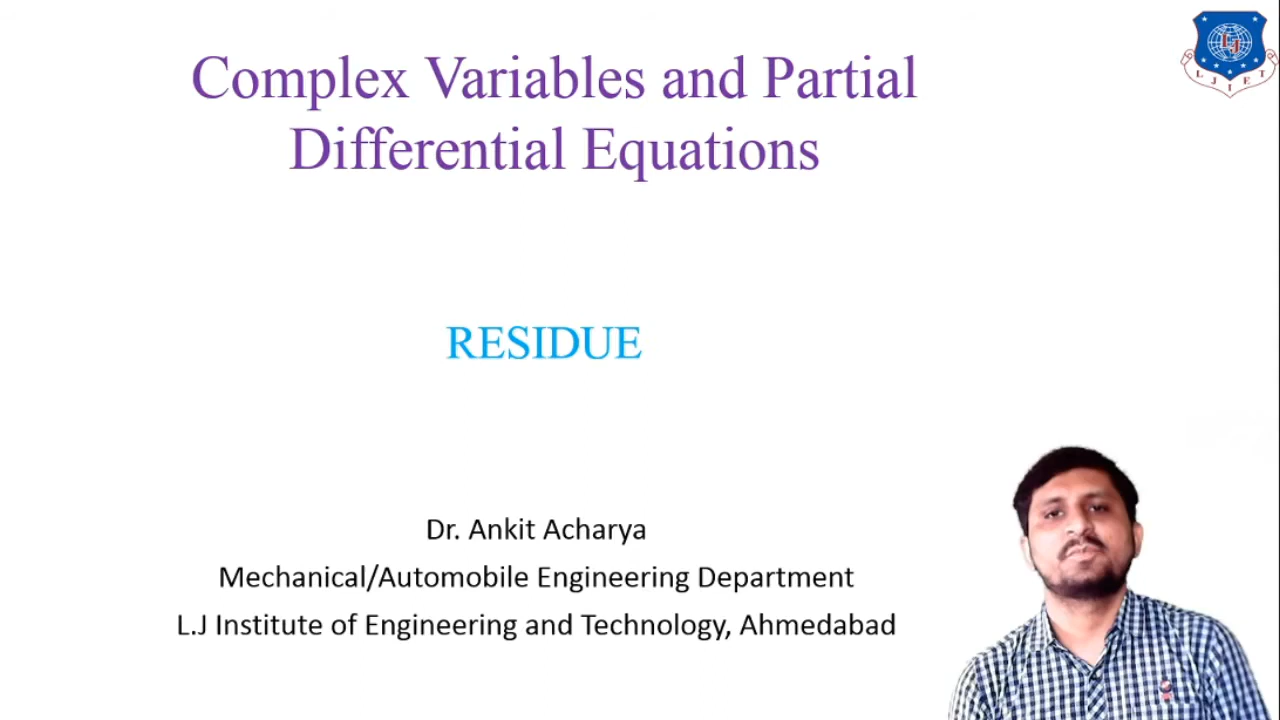 Complex Variables and Partial
Differential Equations
LJ
L J I E T
RESIDUE
Dr. Ankit Acharya
Mechanical/Automobile Engineering Department
L.J Institute of Engineering and Technology, Ahmedabad